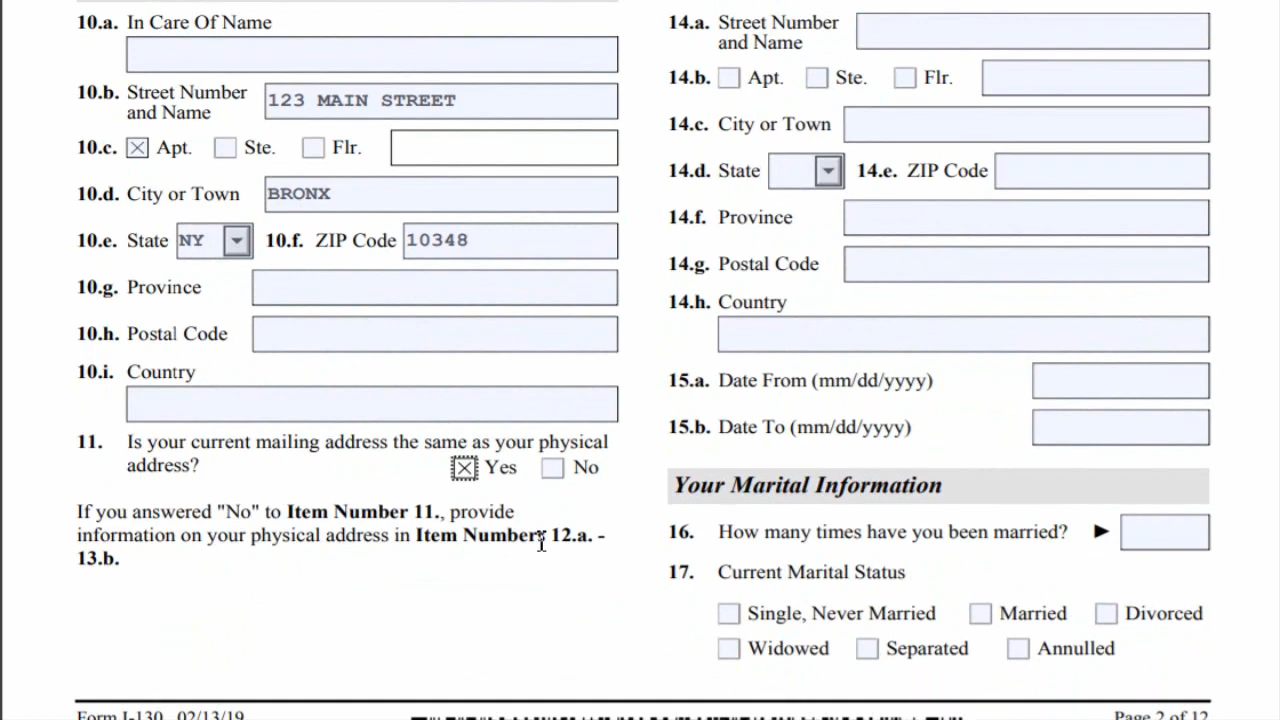 10.a. In Care Of Name
10.b. Street Number
and Name
123 MAIN STREET
10.c. Apt. Ste. Flr.
10.d. City or Town BRONX
10.e. State NY 10.f. ZIP Code 10348
10.g. Province
10.h. Postal Code
10.i. Country
11. Is your current mailing address the same as your physical
address? Yes No
If you answered "No" to Item Number 11., provide
information on your physical address in Item Numbers 12.a. -
13.b.
14.a. Street Number
and Name
14.b. Apt. Ste. Flr.
14.c. City or Town
14.d. State 14.e. ZIP Code
14.f. Province
14.g. Postal Code
14.h. Country
15.a. Date From (mm/dd/yyyy)
15.b. Date To (mm/dd/yyyy)
Your Marital Information
16. How many times have you been married?
17. Current Marital Status
Single, Never Married Married Divorced
Widowed Separated Annulled
Form I-130 02/13/19 Page 2 of 12